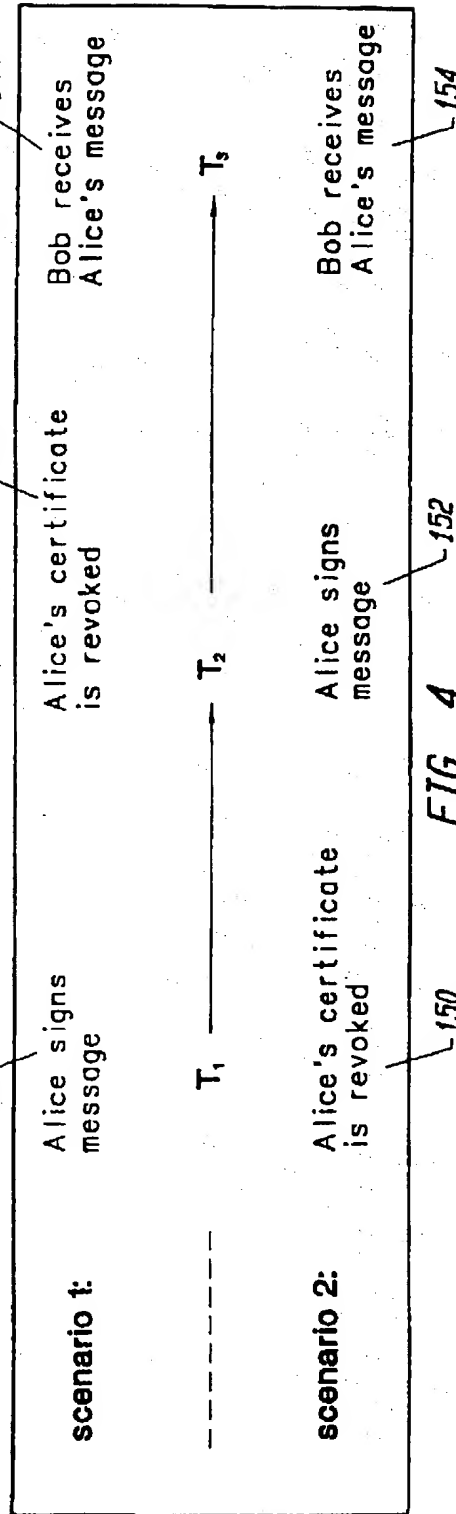 scenario 1:
Alice signs
message
Alice's certificate
is revoked
Bob receives
Alice's message
T₁
T₂
T₃
scenario 2:
Alice's certificate
is revoked
Alice signs
message
Bob receives
Alice's message
150
152
154
FIG 4